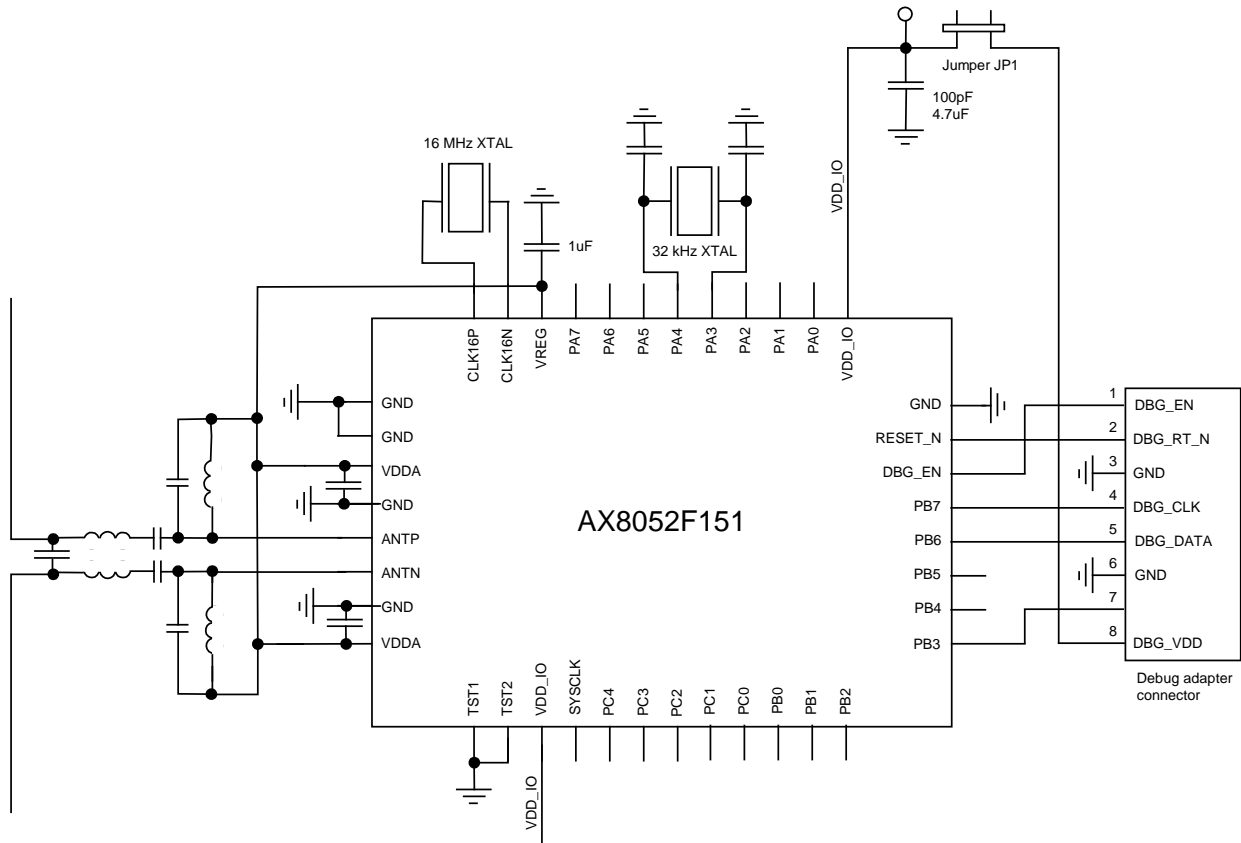 Jumper JP1
100pF
4.7uF
16 MHz XTAL
VDD_IO
1uF
32 kHz XTAL
CLK16P
CLK16N
VREG
PA7
PA6
PA5
PA4
PA3
PA2
PA1
PA0
VDD_IO
GND
GND
VDDA
GND
ANTP
ANTN
GND
VDDA
AX8052F151
GND
RESET_N
DBG_EN
PB7
PB6
PB5
PB4
PB3
1
DBG_EN
2
DBG_RT_N
3
GND
4
DBG_CLK
5
DBG_DATA
6
GND
7
8
DBG_VDD
Debug adapter
connector
TST1
TST2
VDD_IO
SYSCLK
PC4
PC3
PC2
PC1
PC0
PB0
PB1
PB2
VDD_IO